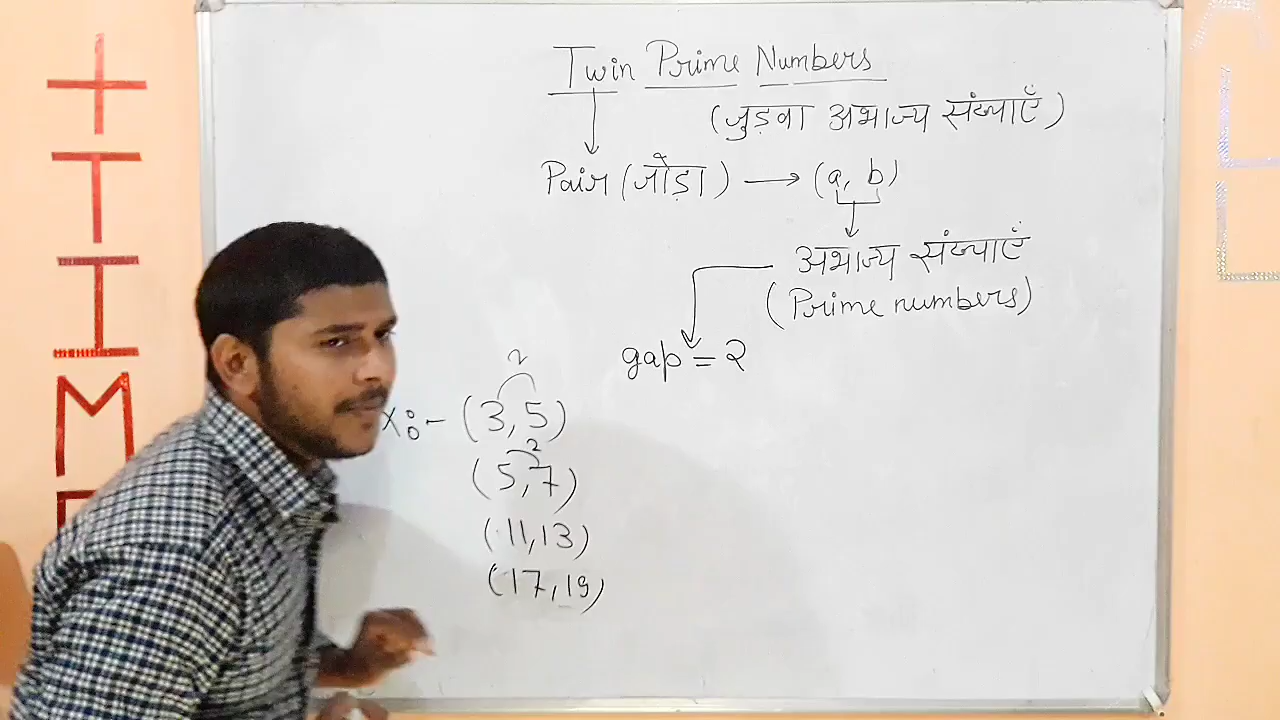 Twin Prime Numbers
(जुड़वा अभाज्य संख्याएँ)
Pair (जोड़ा) → (a, b)
अभाज्य संख्याएँ
(Prime numbers)
gap = 2
2
x:- (3, 5)
2
(5, 7)
(11, 13)
(17, 19)